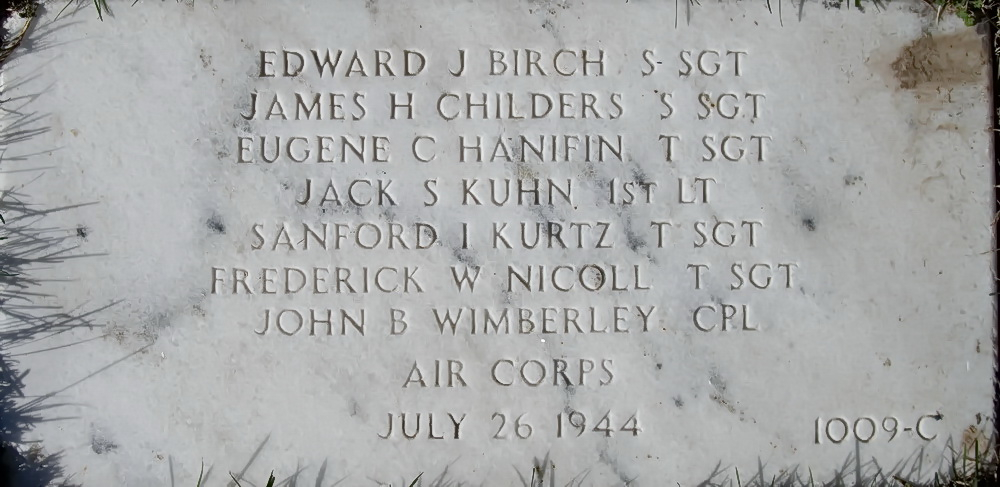 EDWARD J BIRCH S SGT
JAMES H CHILDERS S SGT
EUGENE C HANIFIN T SGT
JACK S KUHN 1ST LT
SANFORD I KURTZ T SGT
FREDERICK W NICOLL T SGT
JOHN B WIMBERLEY CPL
AIR CORPS
JULY 26 1944
1009-C